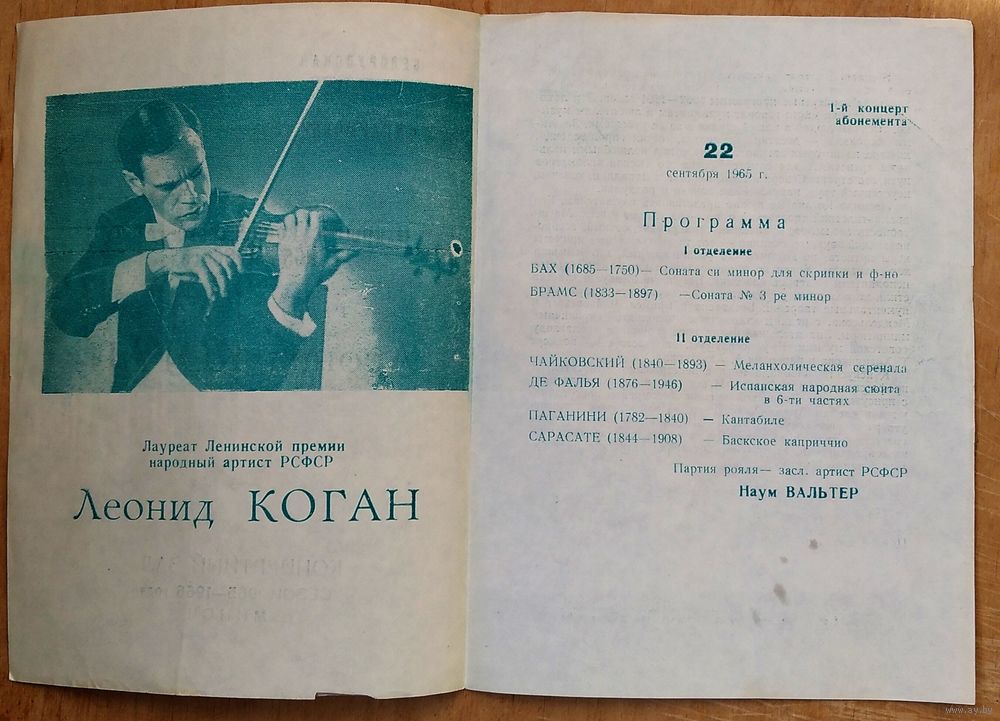 Лауреат Ленинской премии
народный артист РСФСР
Леонид КОГАН
1-й концерт
абонемента
22
сентября 1965 г.
Программа
I отделение
БАХ (1685—1750)— Соната си минор для скрипки и ф-но
БРАМС (1833—1897) —Соната № 3 ре минор
II отделение
ЧАЙКОВСКИЙ (1840—1893) — Меланхолическая серенада
ДЕ ФАЛЬЯ (1876—1946) — Испанская народная сюита
в 6-ти частях
ПАГАНИНИ (1782—1840) — Кантабиле
САРАСАТЕ (1844—1908) — Баскское каприччио
Партия рояля— засл. артист РСФСР
Наум ВАЛЬТЕР
www.ay.by